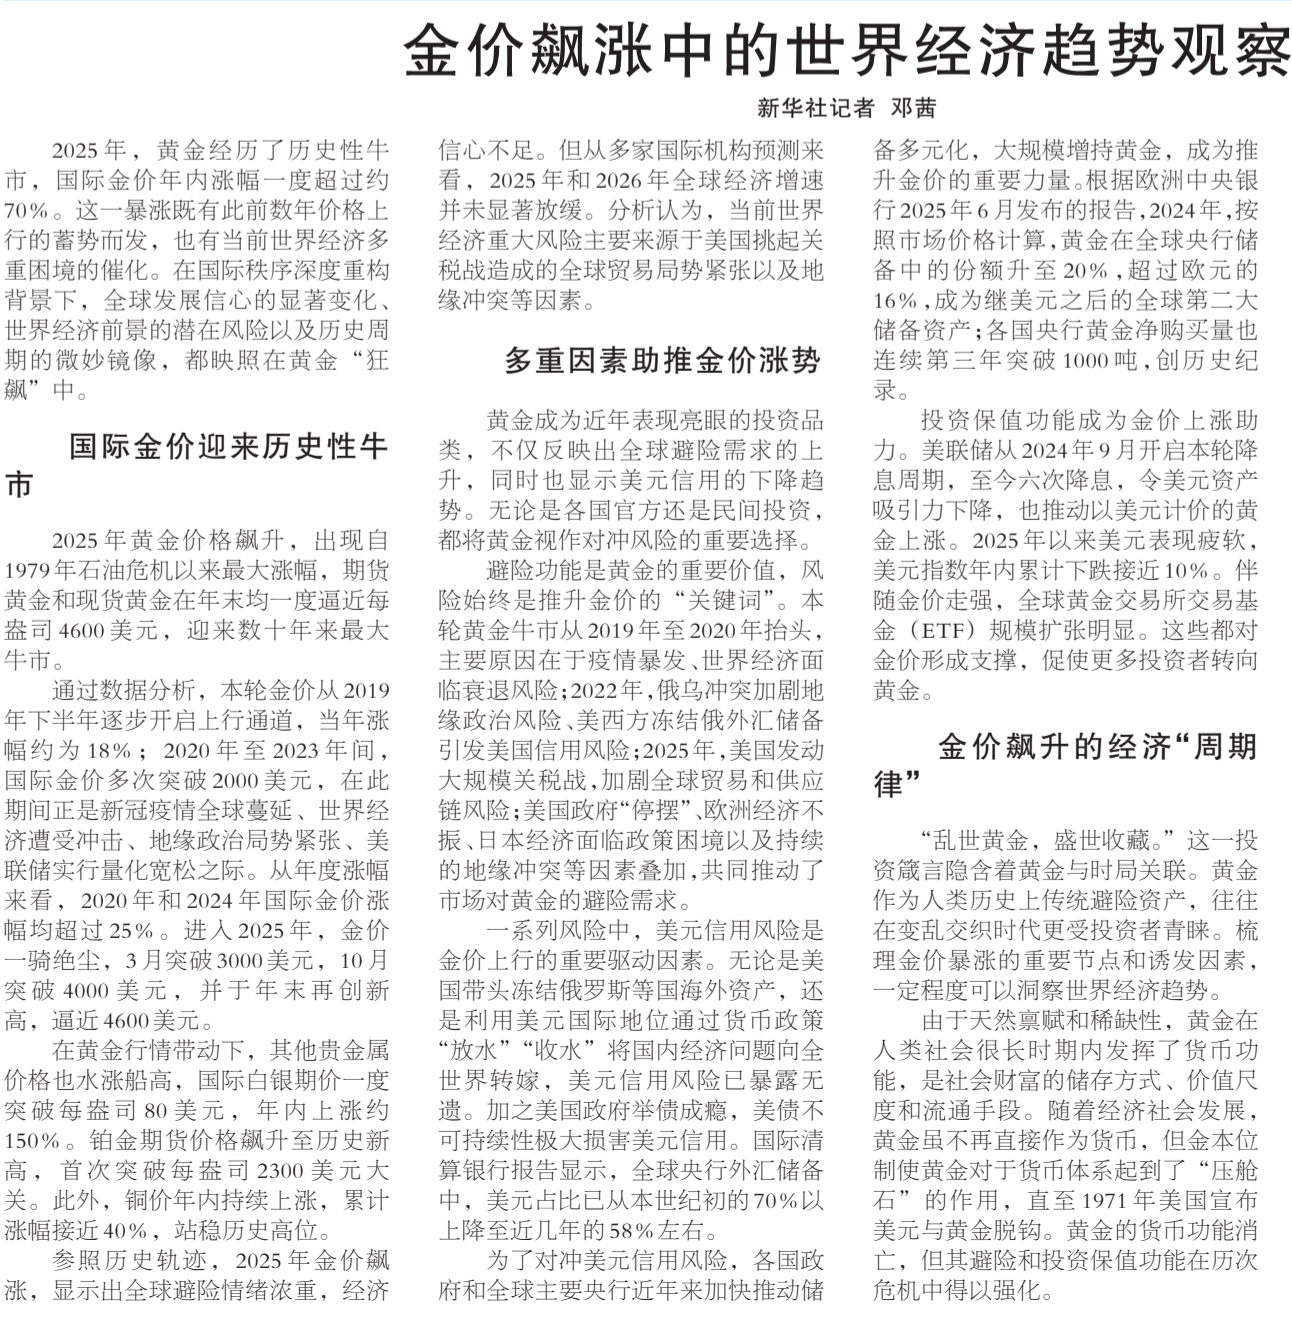 金价飙涨中的世界经济趋势观察
新华社记者 邓茜
2025年，黄金经历了历史性牛
市，国际金价年内涨幅一度超过约
70%。这一暴涨既有此前数年价格上
行的蓄势而发，也有当前世界经济多
重困境的催化。在国际秩序深度重构
背景下，全球发展信心的显著变化、
世界经济前景的潜在风险以及历史周
期的微妙镜像，都映照在黄金“狂
飙”中。
国际金价迎来历史性牛
市
2025年黄金价格飙升，出现自
1979年石油危机以来最大涨幅，期货
黄金和现货黄金在年末均一度逼近每
盎司4600美元，迎来数十年来最大
牛市。
通过数据分析，本轮金价从2019
年下半年逐步开启上行通道，当年涨
幅约为18%；2020年至2023年间，
国际金价多次突破2000美元，在此
期间正是新冠疫情全球蔓延、世界经
济遭受冲击、地缘政治局势紧张、美
联储实行量化宽松之际。从年度涨幅
来看，2020年和2024年国际金价涨
幅均超过25%。进入2025年，金价
一骑绝尘，3月突破3000美元，10月
突破4000美元，并于年末再创新
高，逼近4600美元。
在黄金行情带动下，其他贵金属
价格也水涨船高，国际白银期价一度
突破每盎司80美元，年内上涨约
150%。铂金期货价格飙升至历史新
高，首次突破每盎司2300美元大
关。此外，铜价年内持续上涨，累计
涨幅接近40%，站稳历史高位。
参照历史轨迹，2025年金价飙
涨，显示出全球避险情绪浓重，经济
信心不足。但从多家国际机构预测来
看，2025年和2026年全球经济增速
并未显著放缓。分析认为，当前世界
经济重大风险主要来源于美国挑起关
税战造成的全球贸易局势紧张以及地
缘冲突等因素。
多重因素助推金价涨势
黄金成为近年表现亮眼的投资品
类，不仅反映出全球避险需求的上
升，同时也显示美元信用的下降趋
势。无论是各国官方还是民间投资，
都将黄金视作对冲风险的重要选择。
避险功能是黄金的重要价值，风
险始终是推升金价的“关键词”。本
轮黄金牛市从2019年至2020年抬头，
主要原因在于疫情暴发、世界经济面
临衰退风险；2022年，俄乌冲突加剧地
缘政治风险、美西方冻结俄外汇储备
引发美国信用风险；2025年，美国发动
大规模关税战，加剧全球贸易和供应
链风险；美国政府“停摆”、欧洲经济不
振、日本经济面临政策困境以及持续
的地缘冲突等因素叠加，共同推动了
市场对黄金的避险需求。
一系列风险中，美元信用风险是
金价上行的重要驱动因素。无论是美
国带头冻结俄罗斯等国海外资产，还
是利用美元国际地位通过货币政策
“放水”“收水”将国内经济问题向全
世界转嫁，美元信用风险已暴露无
遗。加之美国政府举债成瘾，美债不
可持续性极大损害美元信用。国际清
算银行报告显示，全球央行外汇储备
中，美元占比已从本世纪初的70%以
上降至近几年的58%左右。
为了对冲美元信用风险，各国政
府和全球主要央行近年来加快推动储
备多元化，大规模增持黄金，成为推
升金价的重要力量。根据欧洲中央银
行2025年6月发布的报告，2024年，按
照市场价格计算，黄金在全球央行储
备中的份额升至20%，超过欧元的
16%，成为继美元之后的全球第二大
储备资产；各国央行黄金净购买量也
连续第三年突破1000吨，创历史纪
录。
投资保值功能成为金价上涨助
力。美联储从2024年9月开启本轮降
息周期，至今六次降息，令美元资产
吸引力下降，也推动以美元计价的黄
金上涨。2025年以来美元表现疲软，
美元指数年内累计下跌接近10%。伴
随金价走强，全球黄金交易所交易基
金（ETF）规模扩张明显。这些都对
金价形成支撑，促使更多投资者转向
黄金。
金价飙升的经济“周期
律”
“乱世黄金，盛世收藏。”这一投
资箴言隐含着黄金与时局关联。黄金
作为人类历史上传统避险资产，往往
在变乱交织时代更受投资者青睐。梳
理金价暴涨的重要节点和诱发因素，
一定程度可以洞察世界经济趋势。
由于天然禀赋和稀缺性，黄金在
人类社会很长时期内发挥了货币功
能，是社会财富的储存方式、价值尺
度和流通手段。随着经济社会发展，
黄金虽不再直接作为货币，但金本位
制使黄金对于货币体系起到了“压舱
石”的作用，直至1971年美国宣布
美元与黄金脱钩。黄金的货币功能消
亡，但其避险和投资保值功能在历次
危机中得以强化。